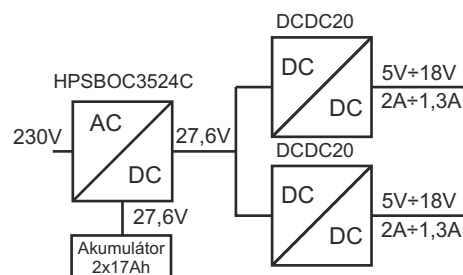 DCDC20
DC
DC
5V÷18V
2A÷1,3A
HPSBOC3524C
230V
AC
DC
27,6V
27,6V
Akumulátor
2x17Ah
DCDC20
DC
DC
5V÷18V
2A÷1,3A